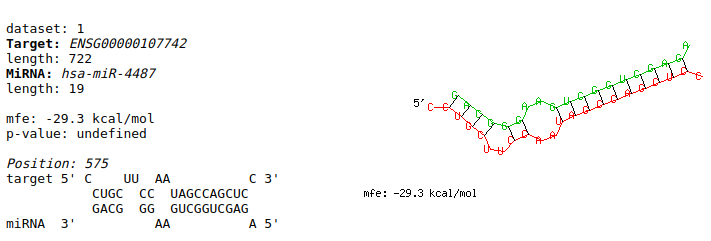 dataset: 1
Target: ENSG00000107742
length: 722
MiRNA: hsa-miR-4487
length: 19
mfe: -29.3 kcal/mol
p-value: undefined
Position: 575
target 5' C    UU  AA          C 3'
           CUGC  CC  UAGCCAGCUC
           GACG  GG  GUCGGUCGAG
miRNA  3'          AA          A 5'
5'
mfe: -29.3 kcal/mol